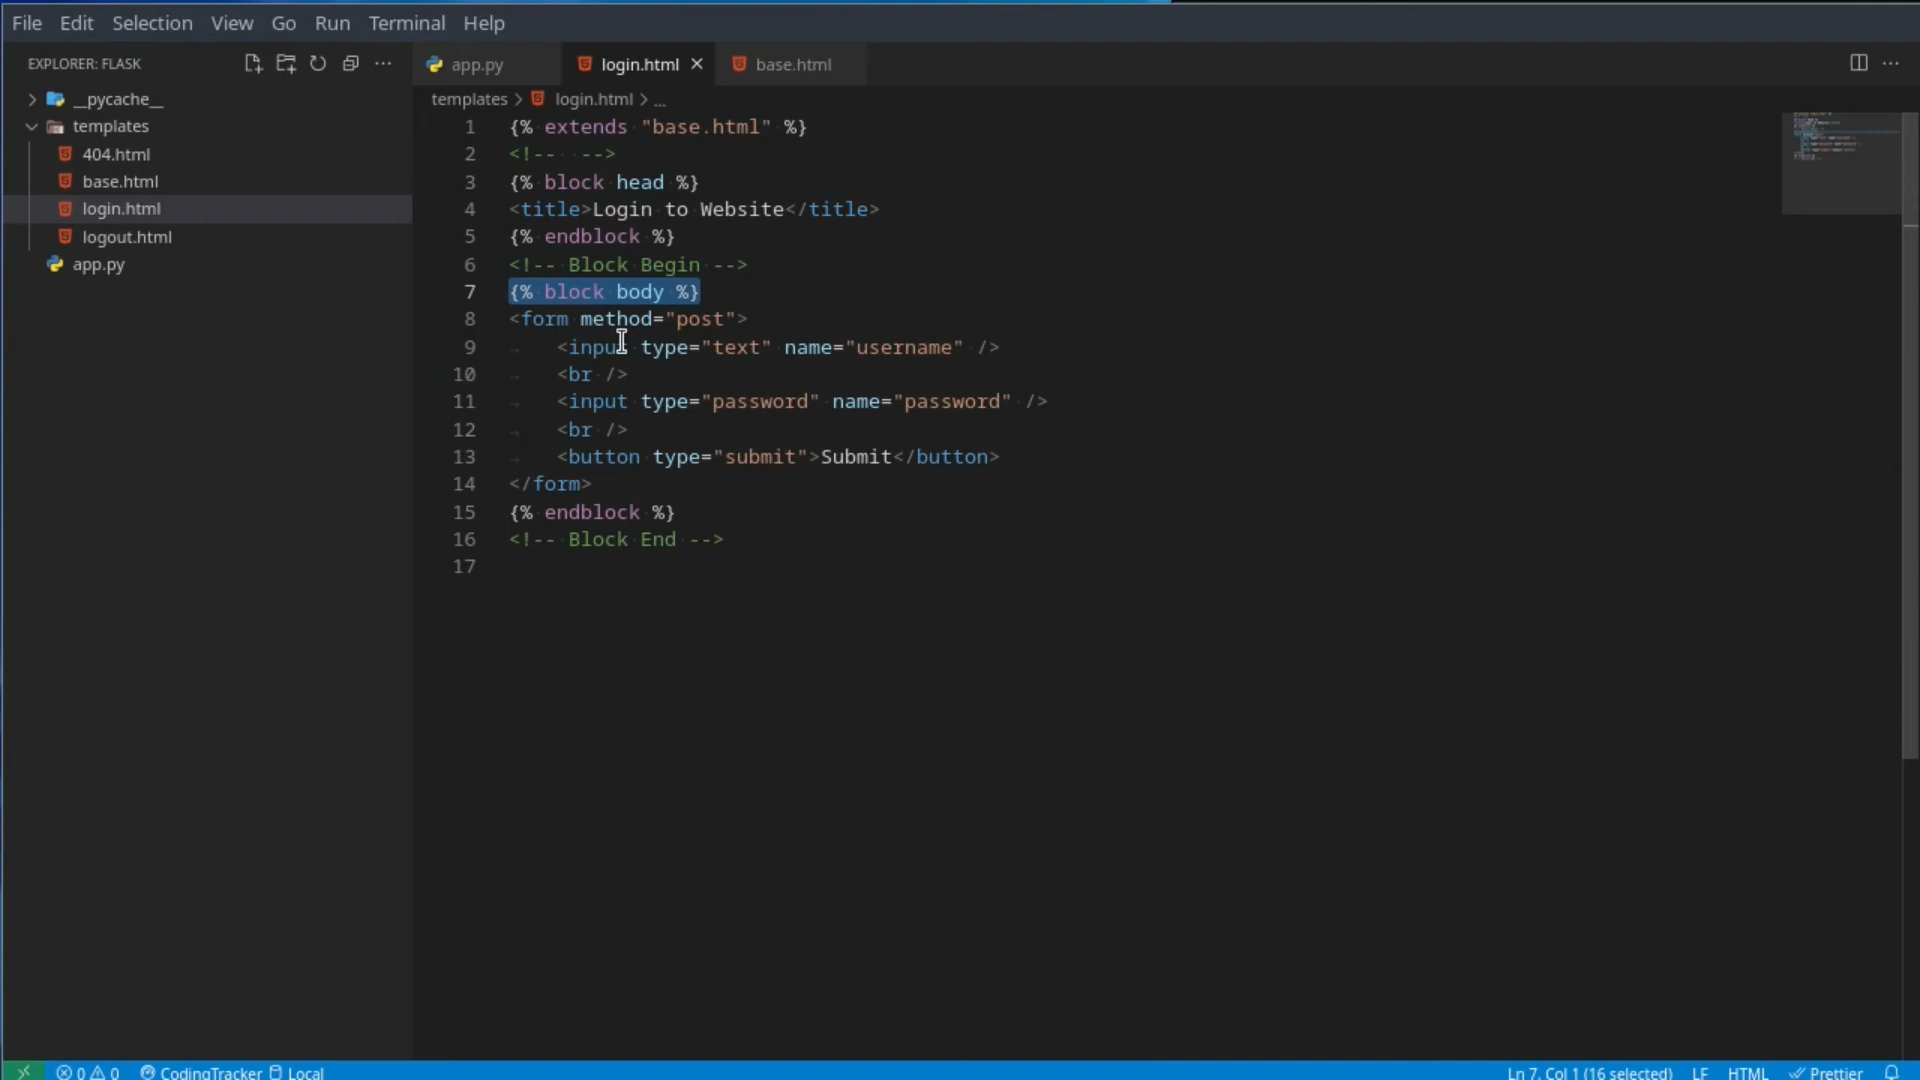 File Edit Selection View Go Run Terminal Help
EXPLORER: FLASK
__pycache__
templates
404.html
base.html
login.html
logout.html
app.py
app.py login.html base.html
templates > login.html > ...
1 {% extends "base.html" %}
2 <!-- -->
3 {% block head %}
4 <title>Login to Website</title>
5 {% endblock %}
6 <!-- Block Begin -->
7 {% block body %}
8 <form method="post">
9 <input type="text" name="username" />
10 <br />
11 <input type="password" name="password" />
12 <br />
13 <button type="submit">Submit</button>
14 </form>
15 {% endblock %}
16 <!-- Block End -->
17
0 0 CodingTracker Local Ln 7, Col 1 (16 selected) LF HTML Prettier